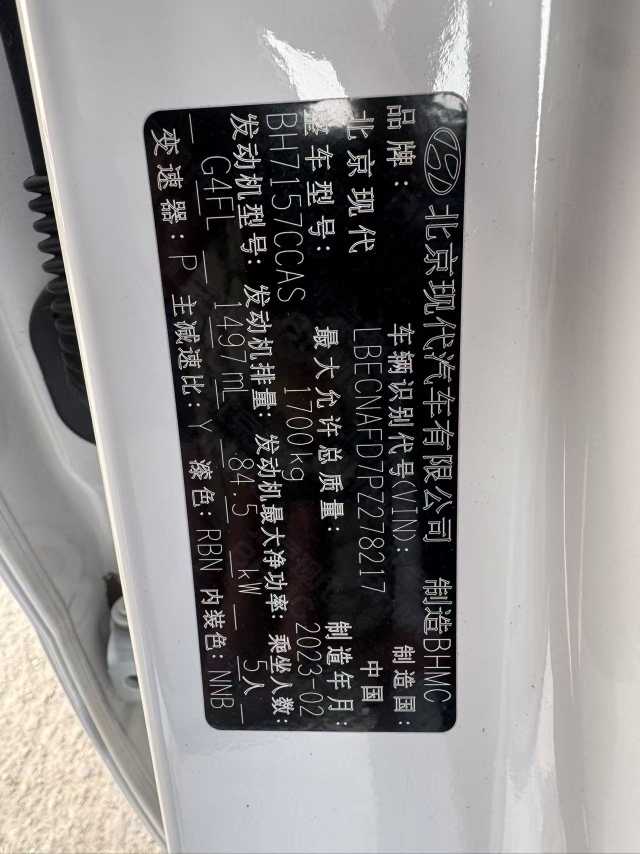 北京现代汽车有限公司 制造BHMC
品牌: 车辆识别代号(VIN): 制造国:
北京现代 LBECNAFD7PZ278217 中国
整车型号: 最大允许总质量: 制造年月:
BH7157CCAS 1700kg 2023-02
发动机型号: 发动机排量: 发动机最大净功率: 乘坐人数:
G4FL 1497mL 84.5 kW 5人
变速器: P 主减速比: Y 漆色: RBN 内装色: NNB